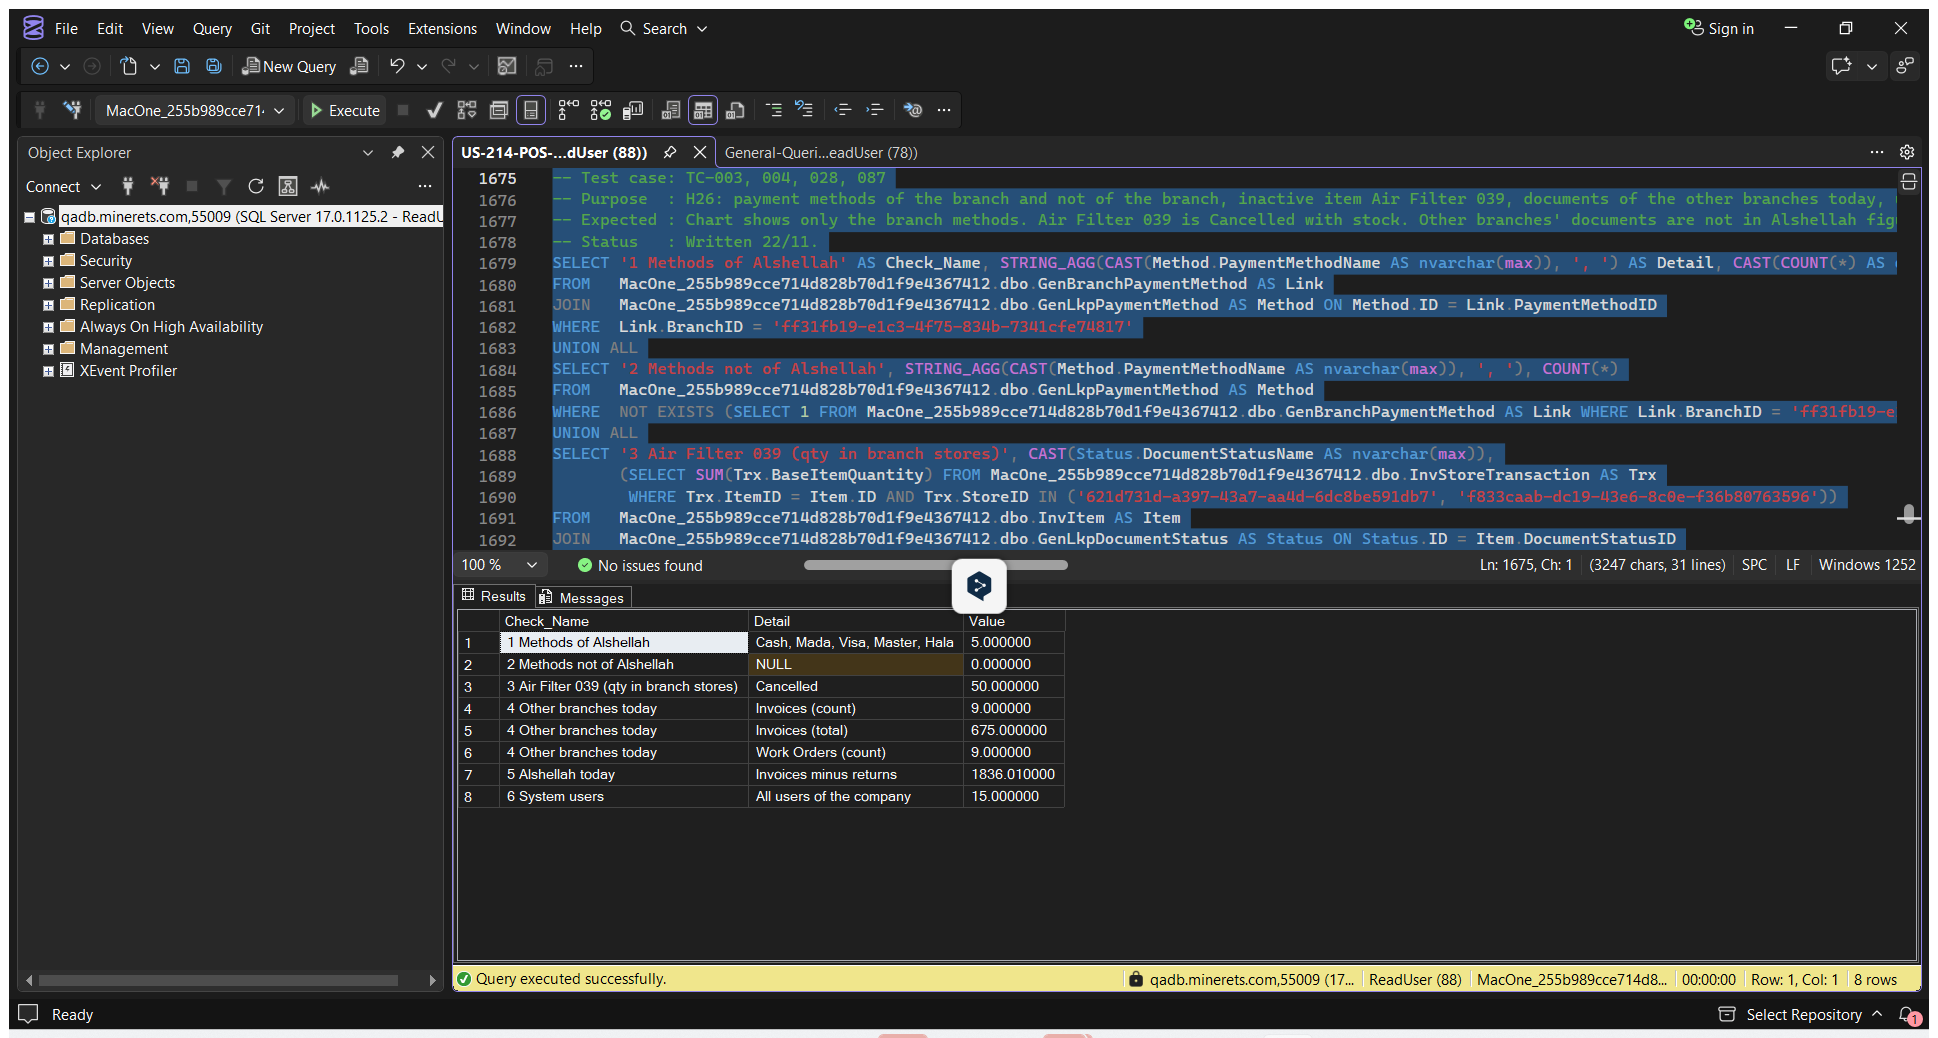 File Edit View Query Git Project Tools Extensions Window Help Search Sign in
New Query
MacOne_255b989cce71 Execute
Object Explorer
Connect
qadb.minerets.com,55009 (SQL Server 17.0.1125.2 - ReadU
Databases
Security
Server Objects
Replication
Always On High Availability
Management
XEvent Profiler
US-214-POS-...dUser (88)) General-Queri...eadUser (78))
1675 -- Test case: TC-003, 004, 028, 087
1676 -- Purpose : H26: payment methods of the branch and not of the branch, inactive item Air Filter 039, documents of the other branches today,
1677 -- Expected : Chart shows only the branch methods. Air Filter 039 is Cancelled with stock. Other branches' documents are not in Alshellah fig
1678 -- Status : Written 22/11.
1679 SELECT '1 Methods of Alshellah' AS Check_Name, STRING_AGG(CAST(Method.PaymentMethodName AS nvarchar(max)), ', ') AS Detail, CAST(COUNT(*) AS
1680 FROM MacOne_255b989cce714d828b70d1f9e4367412.dbo.GenBranchPaymentMethod AS Link
1681 JOIN MacOne_255b989cce714d828b70d1f9e4367412.dbo.GenLkpPaymentMethod AS Method ON Method.ID = Link.PaymentMethodID
1682 WHERE Link.BranchID = 'ff31fb19-e1c3-4f75-834b-7341cfe74817'
1683 UNION ALL
1684 SELECT '2 Methods not of Alshellah', STRING_AGG(CAST(Method.PaymentMethodName AS nvarchar(max)), ', '), COUNT(*)
1685 FROM MacOne_255b989cce714d828b70d1f9e4367412.dbo.GenLkpPaymentMethod AS Method
1686 WHERE NOT EXISTS (SELECT 1 FROM MacOne_255b989cce714d828b70d1f9e4367412.dbo.GenBranchPaymentMethod AS Link WHERE Link.BranchID = 'ff31fb19-e
1687 UNION ALL
1688 SELECT '3 Air Filter 039 (qty in branch stores)', CAST(Status.DocumentStatusName AS nvarchar(max)),
1689 (SELECT SUM(Trx.BaseItemQuantity) FROM MacOne_255b989cce714d828b70d1f9e4367412.dbo.InvStoreTransaction AS Trx
1690 WHERE Trx.ItemID = Item.ID AND Trx.StoreID IN ('621d731d-a397-43a7-aa4d-6dc8be591db7', 'f833caab-dc19-43e6-8c0e-f36b80763596'))
1691 FROM MacOne_255b989cce714d828b70d1f9e4367412.dbo.InvItem AS Item
1692 JOIN MacOne_255b989cce714d828b70d1f9e4367412.dbo.GenLkpDocumentStatus AS Status ON Status.ID = Item.DocumentStatusID
100 % No issues found Ln: 1675, Ch: 1 (3247 chars, 31 lines) SPC LF Windows 1252
Results Messages
Check_Name Detail Value
1 1 Methods of Alshellah Cash, Mada, Visa, Master, Hala 5.000000
2 2 Methods not of Alshellah NULL 0.000000
3 3 Air Filter 039 (qty in branch stores) Cancelled 50.000000
4 4 Other branches today Invoices (count) 9.000000
5 4 Other branches today Invoices (total) 675.000000
6 4 Other branches today Work Orders (count) 9.000000
7 5 Alshellah today Invoices minus returns 1836.010000
8 6 System users All users of the company 15.000000
Query executed successfully. qadb.minerets.com,55009 (17... ReadUser (88) MacOne_255b989cce714d8... 00:00:00 Row: 1, Col: 1 8 rows
Ready Select Repository 1